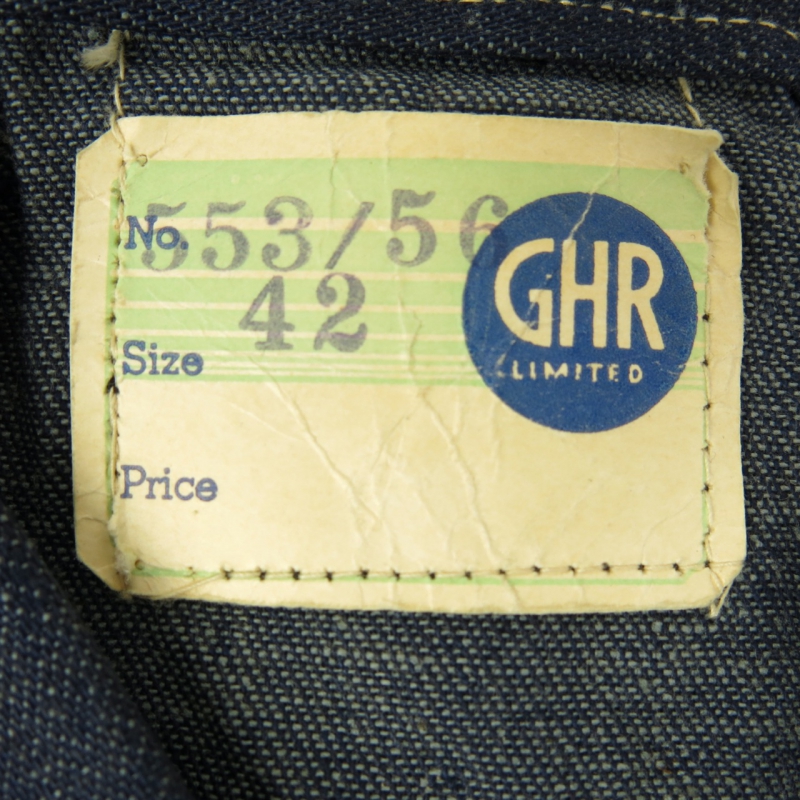 No. 553/56
42
Size
Price
GHR
LIMITED